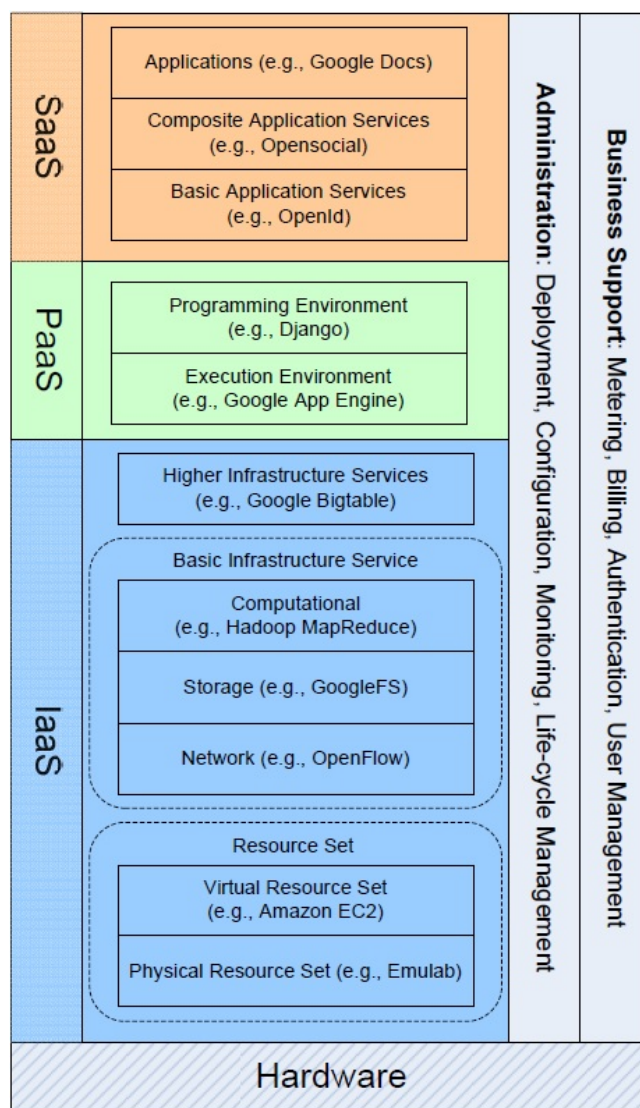 SaaS
Applications (e.g., Google Docs)
Composite Application Services
(e.g., Opensocial)
Basic Application Services
(e.g., OpenId)
PaaS
Programming Environment
(e.g., Django)
Execution Environment
(e.g., Google App Engine)
IaaS
Higher Infrastructure Services
(e.g., Google Bigtable)
Basic Infrastructure Service
Computational
(e.g., Hadoop MapReduce)
Storage (e.g., GoogleFS)
Network (e.g., OpenFlow)
Resource Set
Virtual Resource Set
(e.g., Amazon EC2)
Physical Resource Set (e.g., Emulab)
Administration: Deployment, Configuration, Monitoring, Life-cycle Management
Business Support: Metering, Billing, Authentication, User Management
Hardware